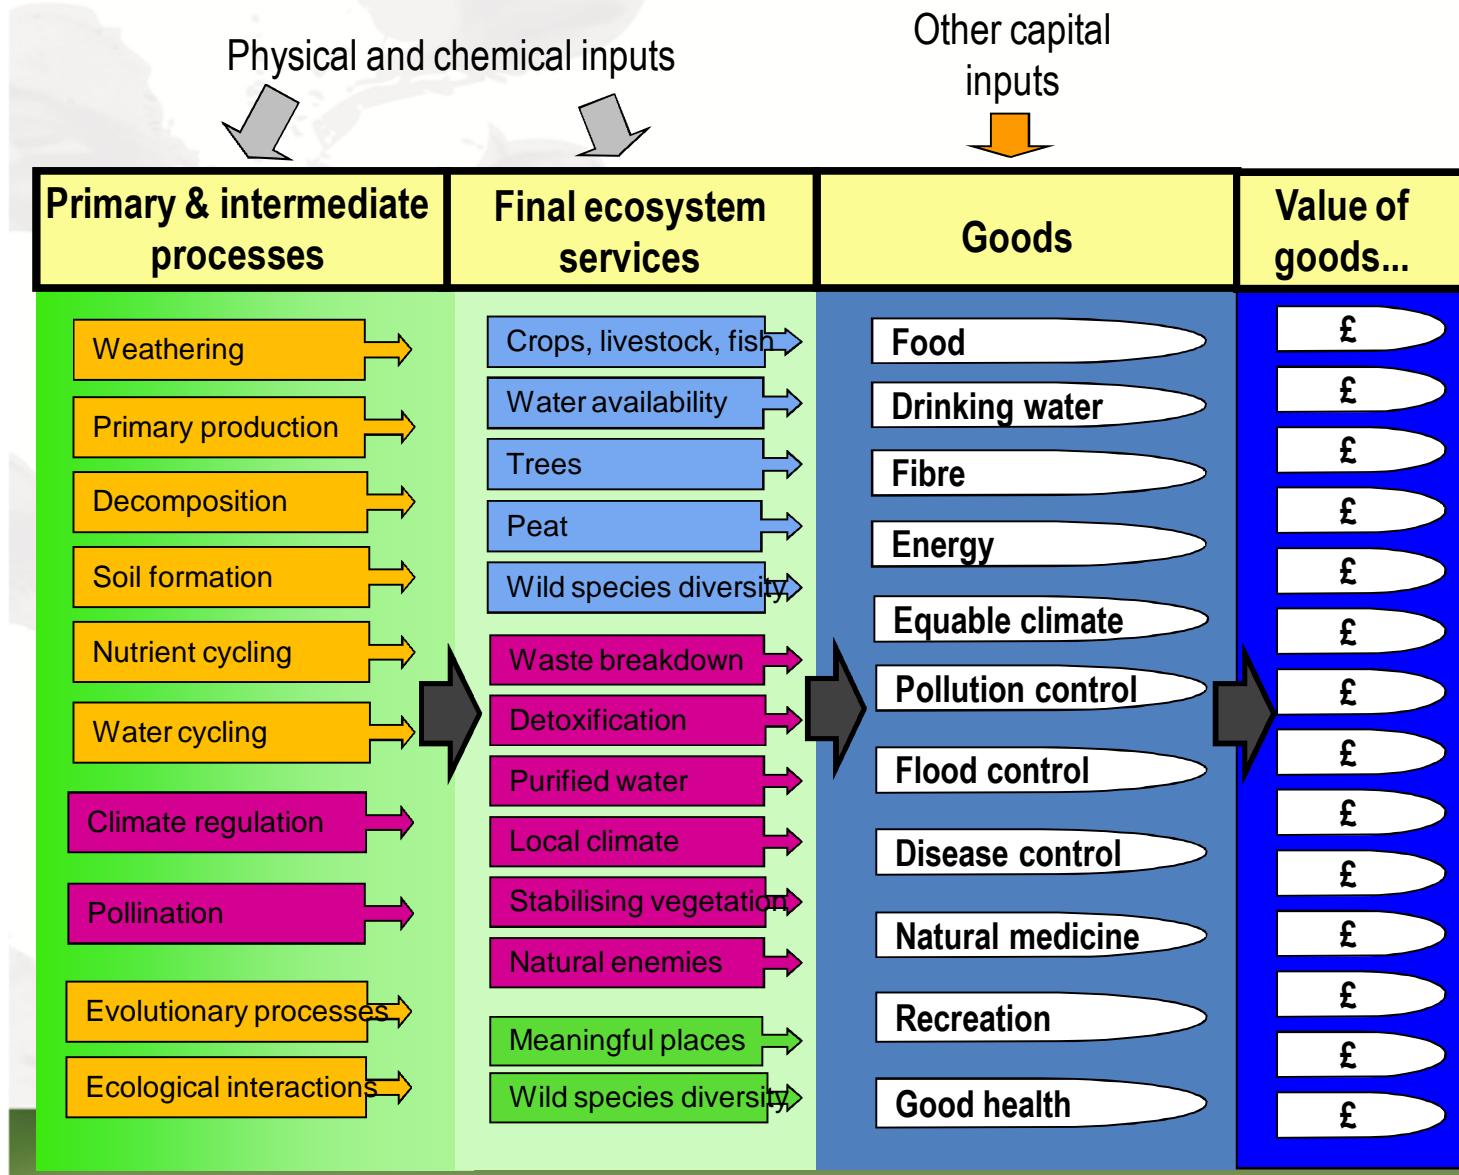 Physical and chemical inputs
Other capital
inputs
Primary & intermediate
processes
Final ecosystem
services
Goods
Value of
goods...
Weathering
Primary production
Decomposition
Soil formation
Nutrient cycling
Water cycling
Climate regulation
Pollination
Evolutionary processes
Ecological interactions
Crops, livestock, fish
Water availability
Trees
Peat
Wild species diversity
Waste breakdown
Detoxification
Purified water
Local climate
Stabilising vegetation
Natural enemies
Meaningful places
Wild species diversity
Food
Drinking water
Fibre
Energy
Equable climate
Pollution control
Flood control
Disease control
Natural medicine
Recreation
Good health
£
£
£
£
£
£
£
£
£
£
£
£
£
£